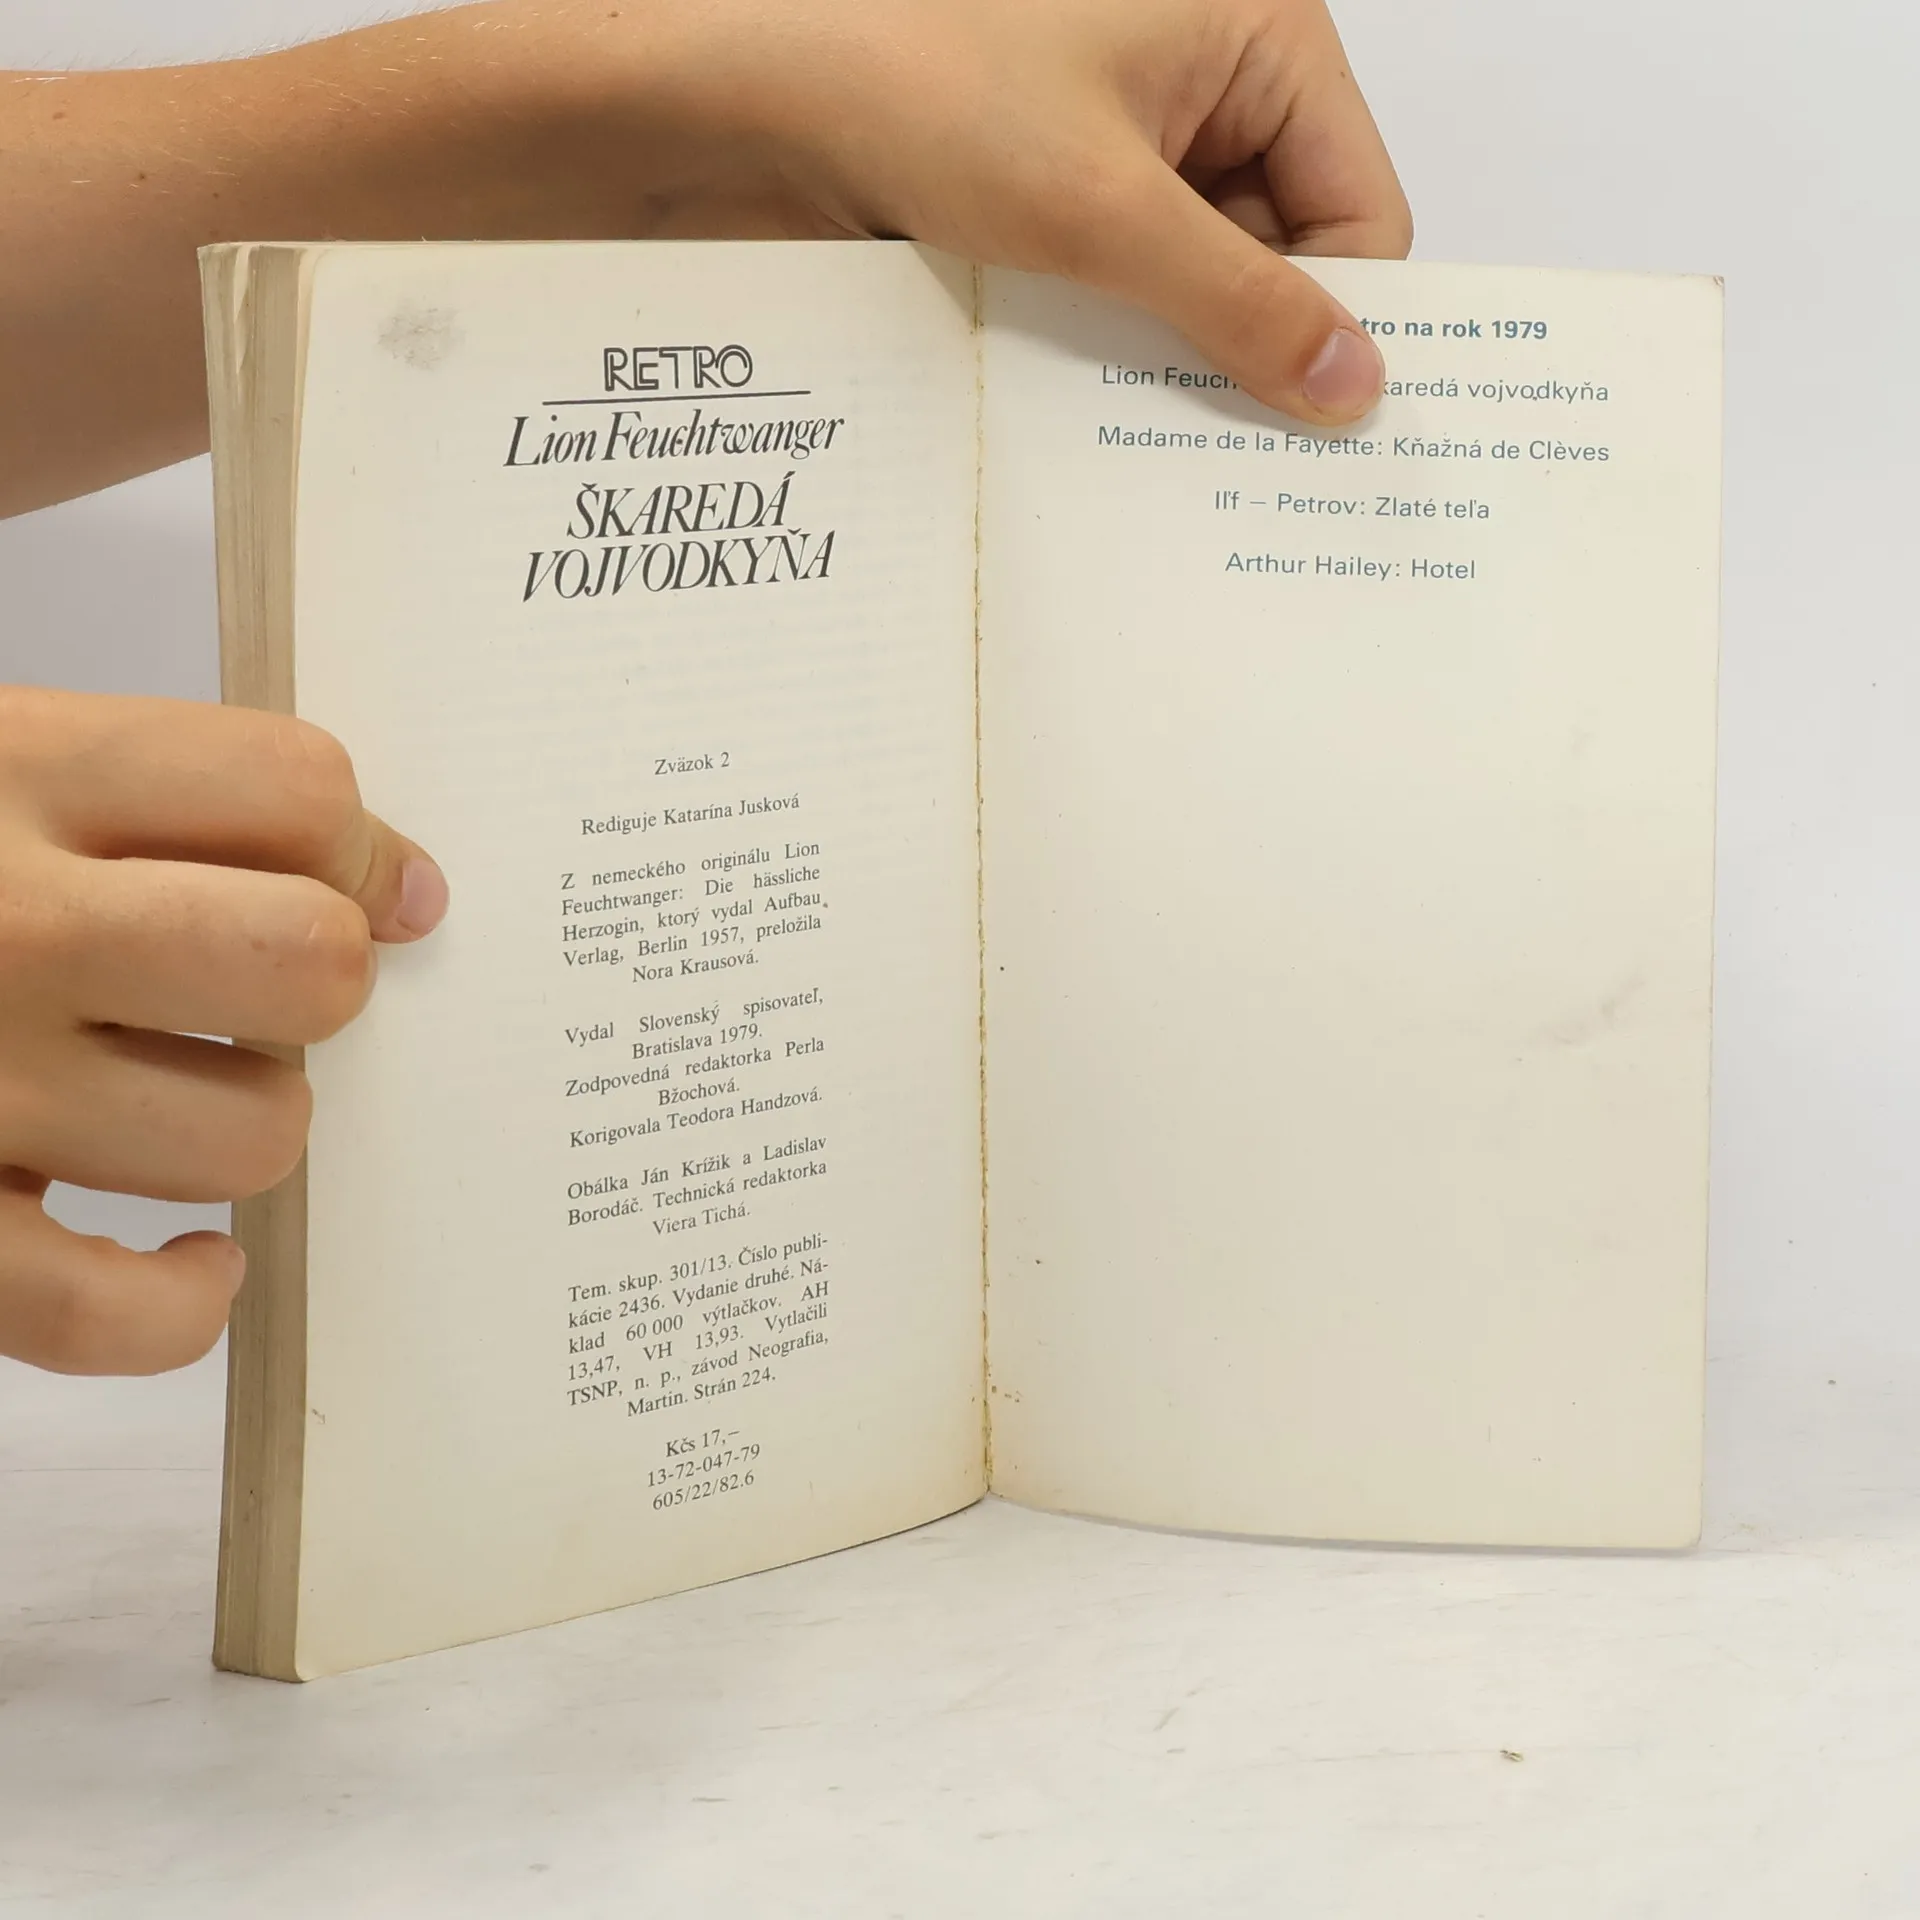 RETRO
Lion Feuchtwanger
ŠKAREDÁ
VOJVODKYŇA
Zväzok 2
Rediguje Katarína Jusková
Z nemeckého originálu Lion
Feuchtwanger: Die hässliche
Herzogin, ktorý vydal Aufbau
Verlag, Berlin 1957, preložila
Nora Krausová.
Vydal Slovenský spisovateľ,
Bratislava 1979.
Zodpovedná redaktorka Perla
Bžochová.
Korigovala Teodora Handzová.
Obálka Ján Krížik a Ladislav
Borodáč. Technická redaktorka
Viera Tichá.
Tem. skup. 301/13. Číslo publi-
kácie 2436. Vydanie druhé. Ná-
klad 60 000 výtlačkov. AH
13,47, VH 13,93. Vytlačili
TSNP, n. p., závod Neografia,
Martin. Strán 224.
Kčs 17,–
13-72-047-79
605/22/82.6
na rok 1979
Lion vojvodkyňa
Madame de la Fayette: Kňažná de Clèves
Iľf – Petrov: Zlaté teľa
Arthur Hailey: Hotel